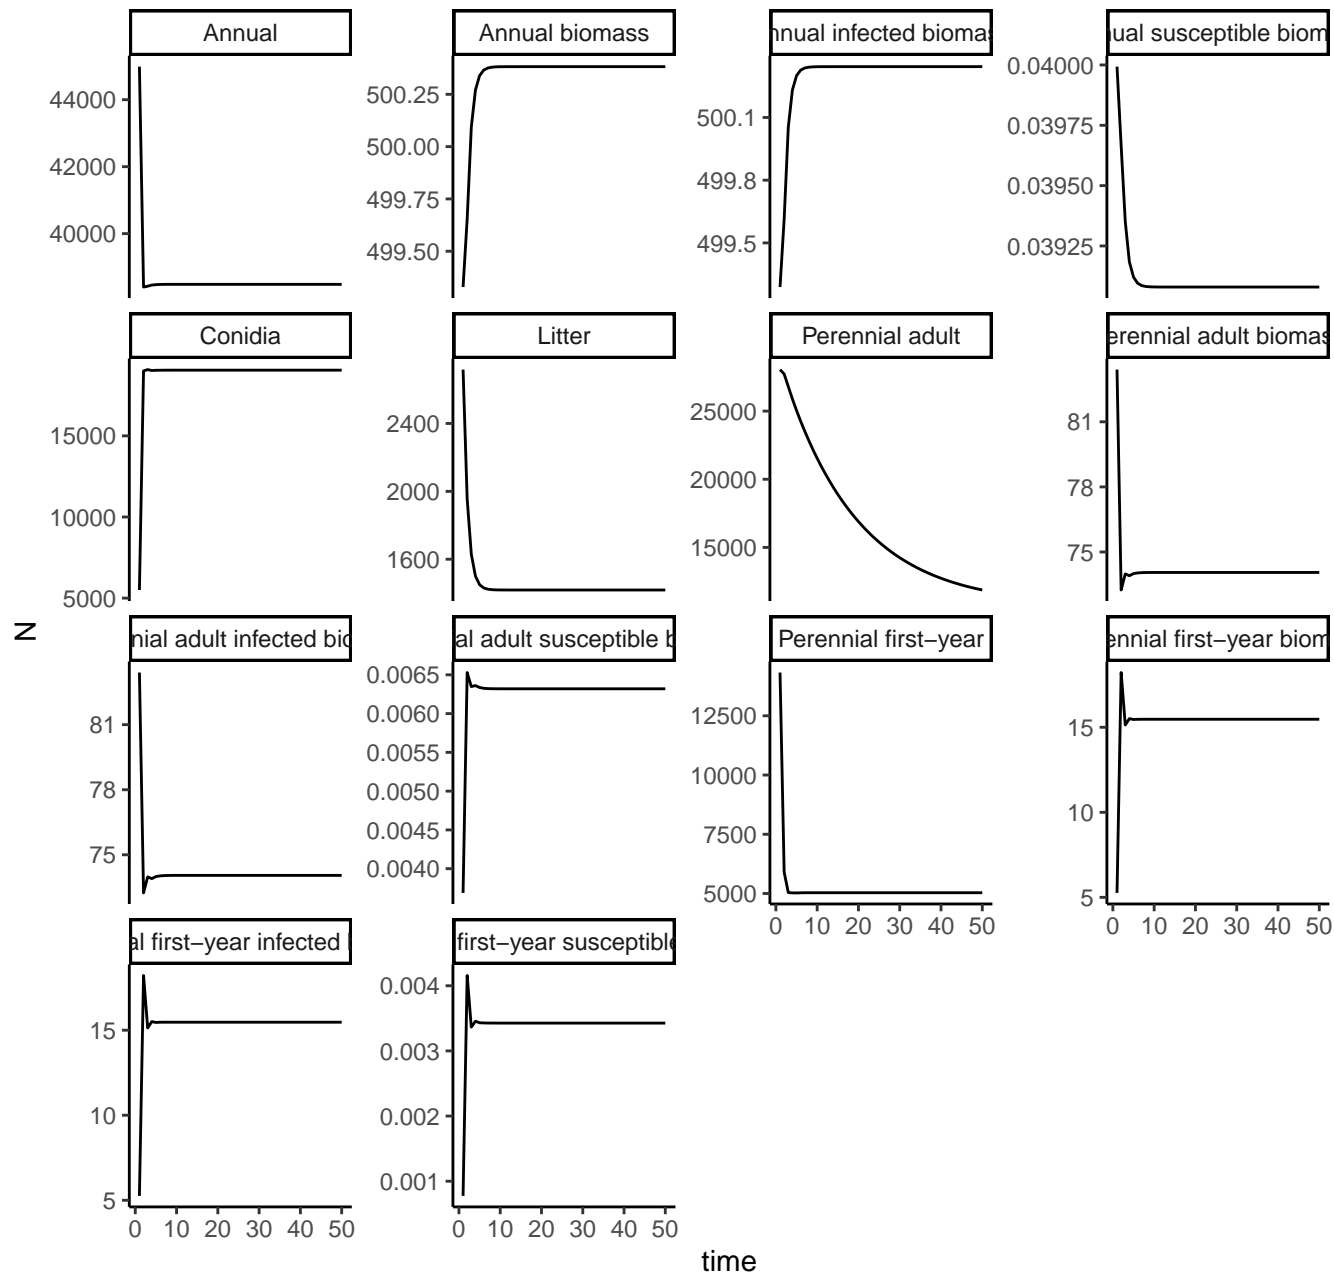 Annual
Annual biomass
nnual infected biomas
ual susceptible biom
44000
42000
40000
500.25
500.00
499.75
499.50
500.1
499.8
499.5
0.04000
0.03975
0.03950
0.03925
Conidia
Litter
Perennial adult
erennial adult biomas
15000
10000
5000
2400
2000
1600
25000
20000
15000
81
78
75
N
nial adult infected bio
al adult susceptible b
Perennial first−year
ennial first−year biom
81
78
75
0.0065
0.0060
0.0055
0.0050
0.0045
0.0040
12500
10000
7500
5000
15
10
5
0 10 20 30 40 50
0 10 20 30 40 50
al first−year infected
first−year susceptible
15
10
5
0.004
0.003
0.002
0.001
0 10 20 30 40 50
0 10 20 30 40 50
time